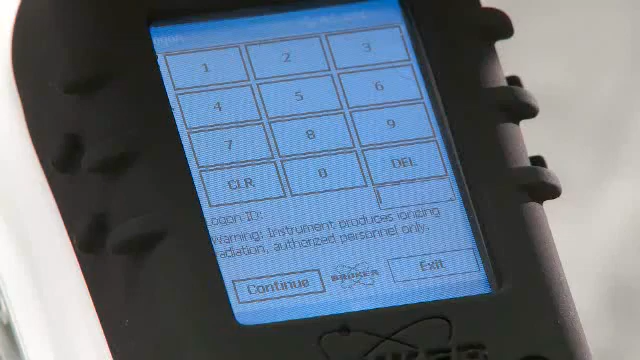 Logon
1 2 3
4 5 6
7 8 9
CLR 0 DEL
Logon ID:
Warning: Instrument produces ionizing
radiation, authorized personnel only.
Continue BRUKER Exit